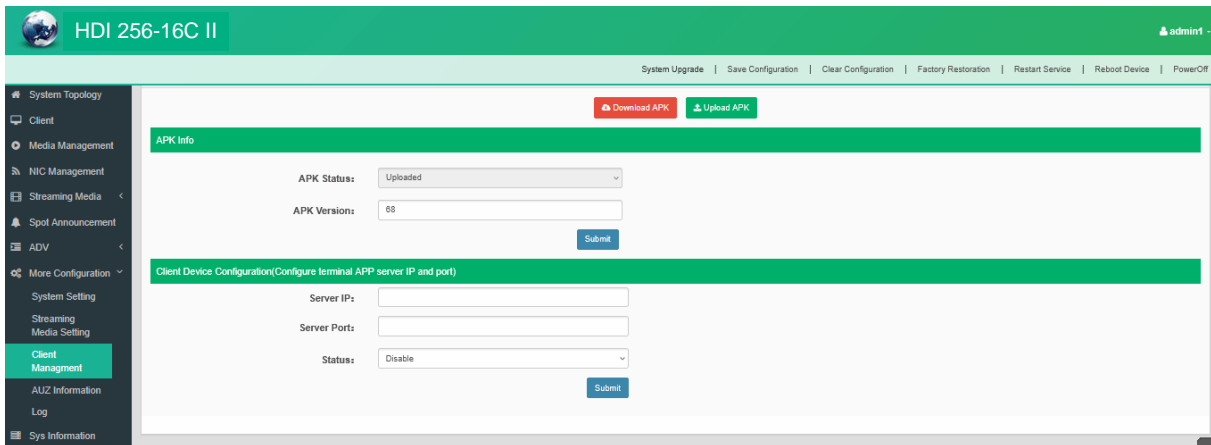 HDI 256-16C II
admin1
System Upgrade | Save Configuration | Clear Configuration | Factory Restoration | Restart Service | Reboot Device | PowerOff
System Topology
Client
Media Management
NIC Management
Streaming Media
Spot Announcement
ADV
More Configuration
System Setting
Streaming
Media Setting
Client
Managment
AUZ Information
Log
Sys Information
Download APK Upload APK
APK Info
APK Status: Uploaded
APK Version: 68
Submit
Client Device Configuration(Configure terminal APP server IP and port)
Server IP:
Server Port:
Status: Disable
Submit